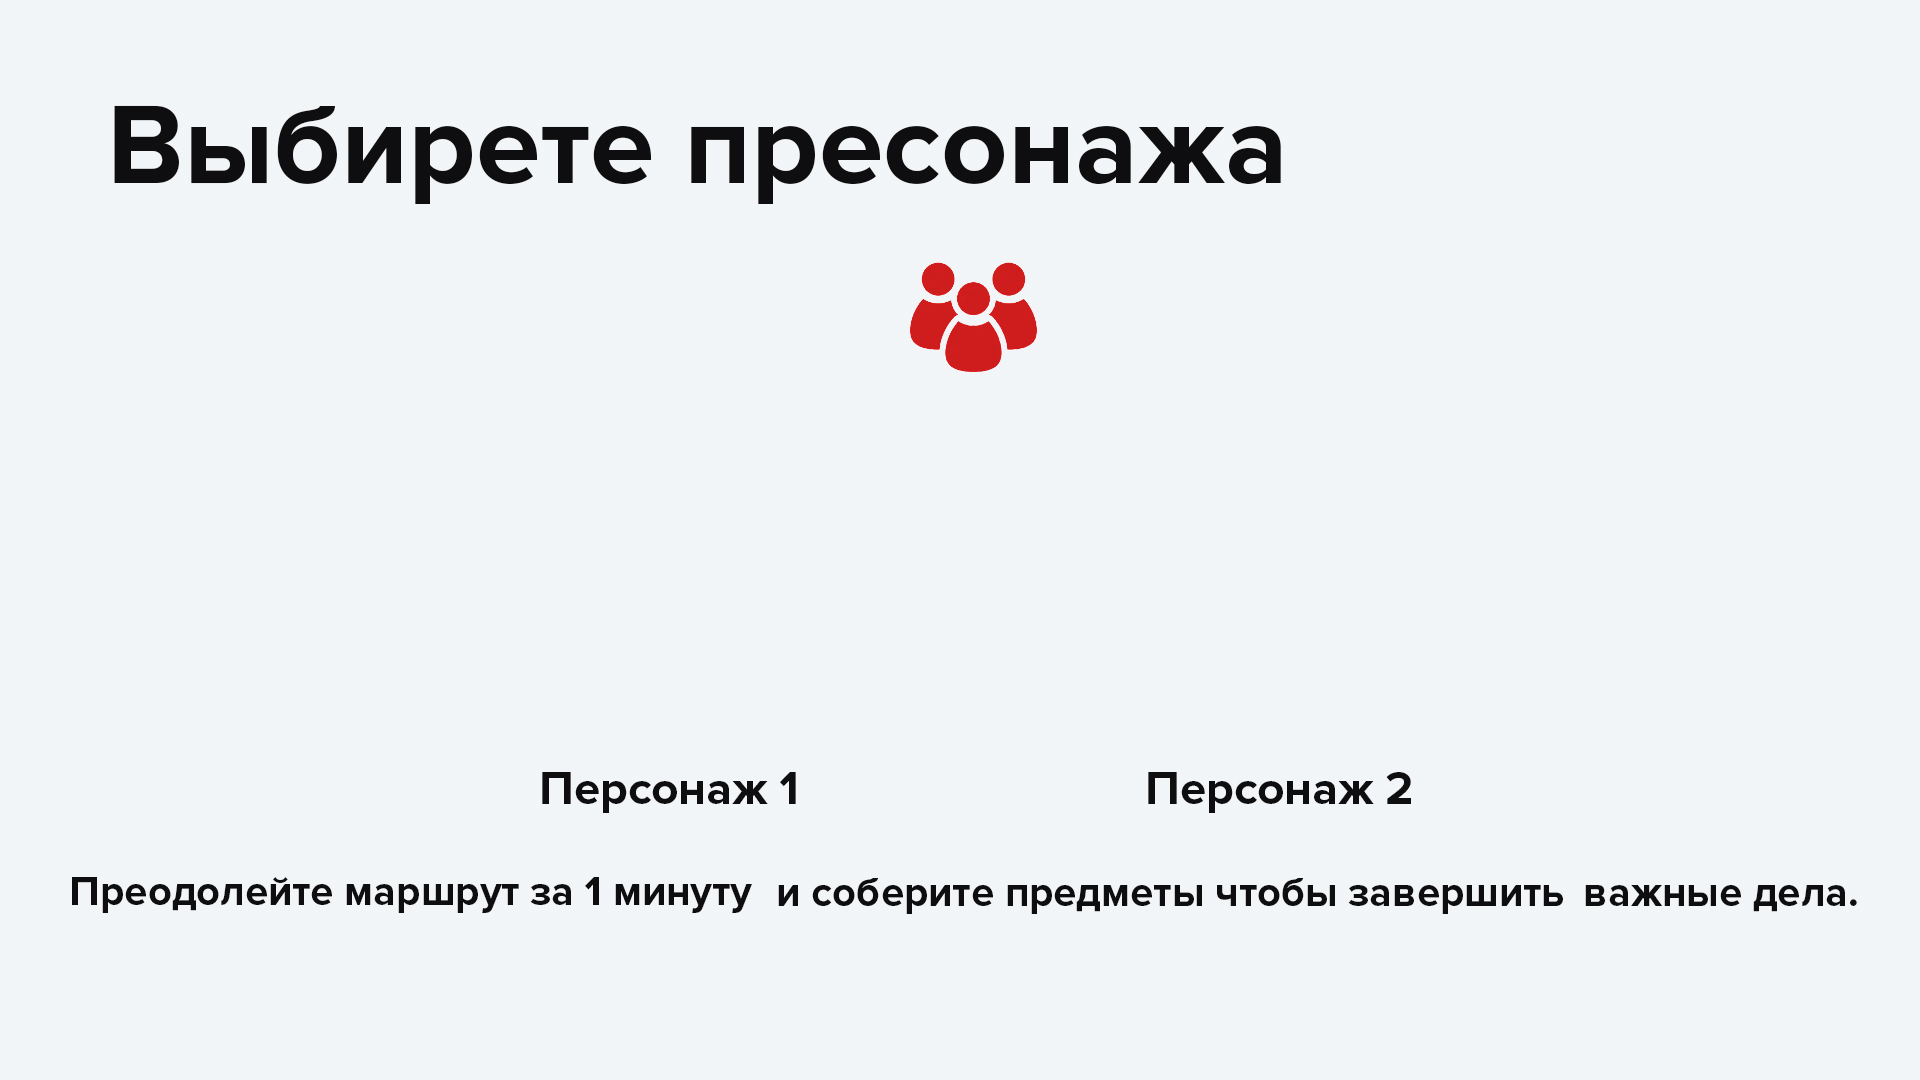 Выбирете пресонажа
Персонаж 1 Персонаж 2
Преодолейте маршрут за 1 минуту и соберите предметы чтобы завершить важные дела.